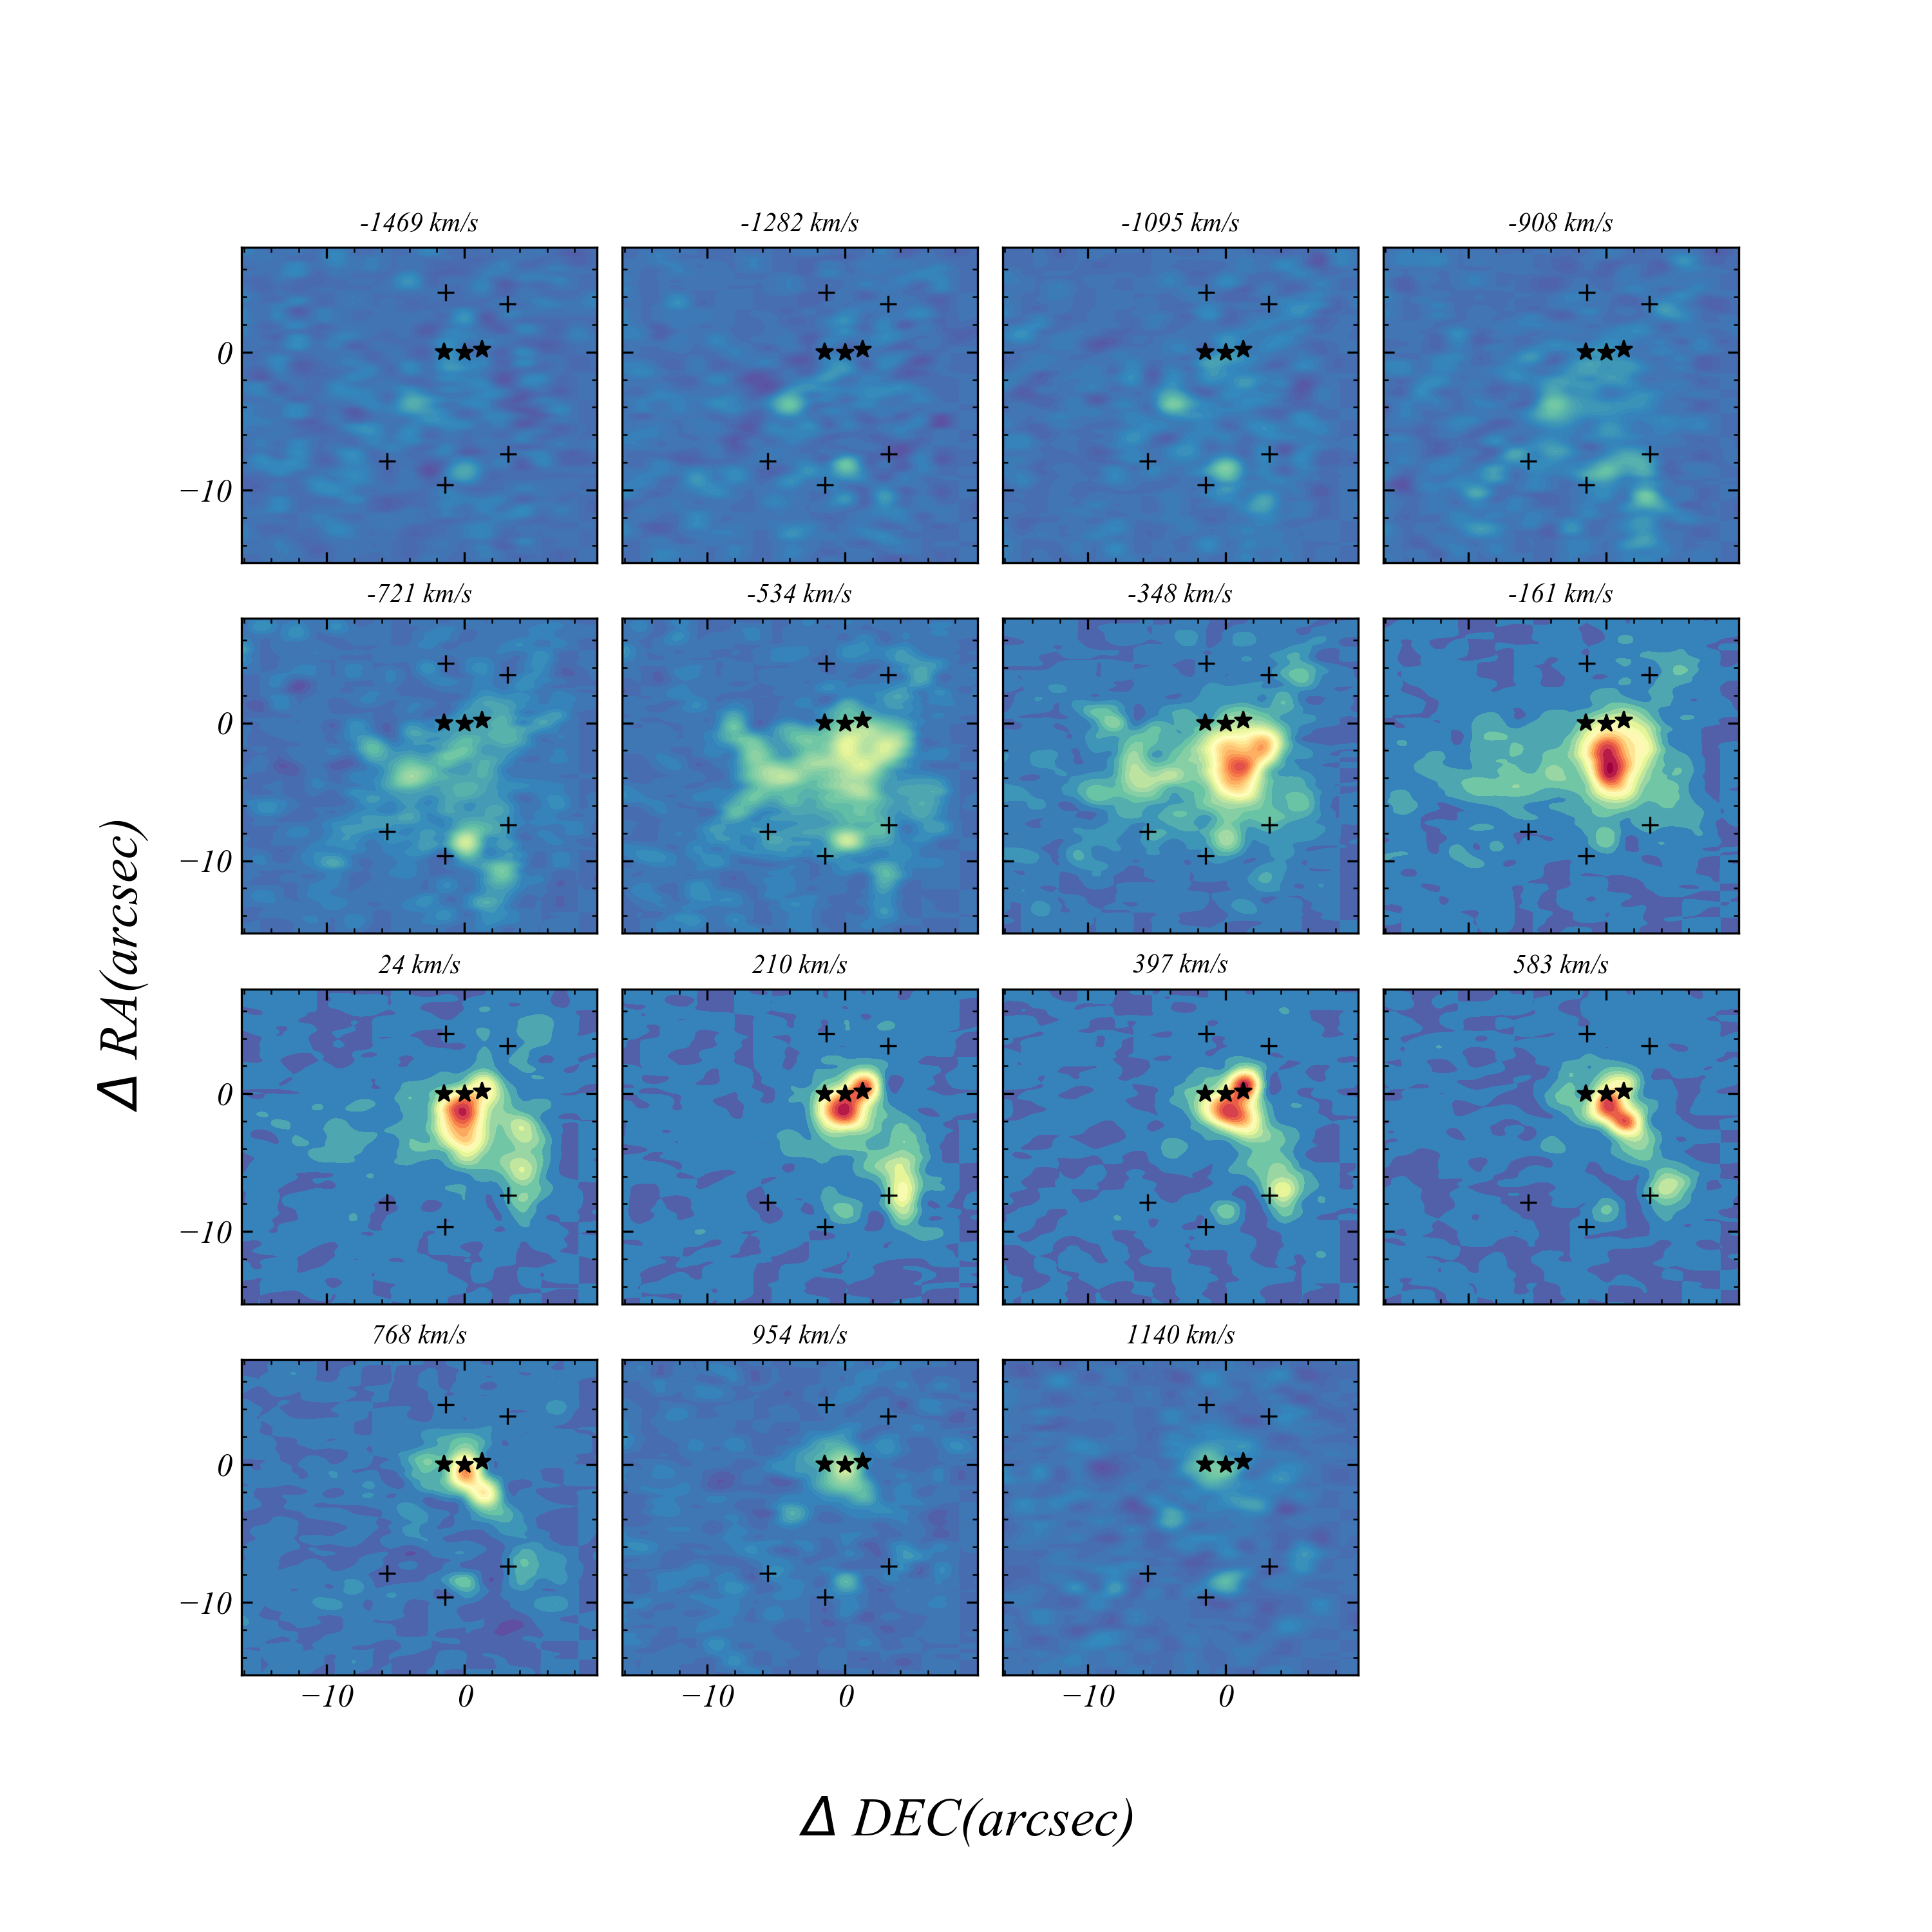 -1469 km/s
-1282 km/s
-1095 km/s
-908 km/s
0
−10
-721 km/s
-534 km/s
-348 km/s
-161 km/s
0
−10
Δ RA(arcsec)
24 km/s
210 km/s
397 km/s
583 km/s
0
−10
768 km/s
954 km/s
1140 km/s
0
−10
−10 0
−10 0
−10 0
Δ DEC(arcsec)